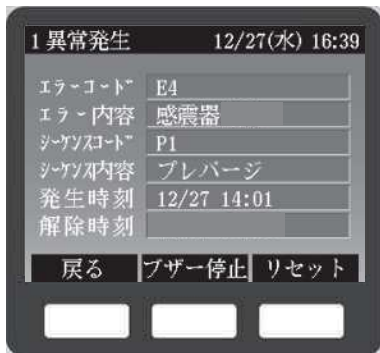 1 異常発生 12/27(水) 16:39
エラーコード E4
エラー内容 感震器
シーケンスコード P1
シーケンス内容 プレパージ
発生時刻 12/27 14:01
解除時刻
戻る ブザー停止 リセット